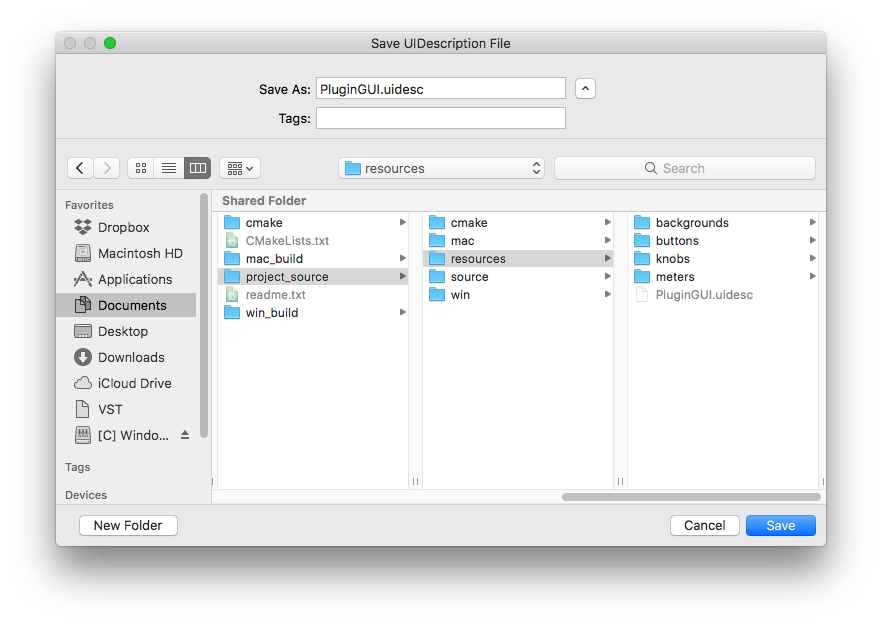 Save UIDescription File
Save As: PluginGUI.uidesc
Tags:
resources
Search
Favorites
Dropbox
Macintosh HD
Applications
Documents
Desktop
Downloads
iCloud Drive
VST
[C] Windo...
Tags
Devices
Shared Folder
cmake
CMakeLists.txt
mac_build
project_source
readme.txt
win_build
cmake
mac
resources
source
win
backgrounds
buttons
knobs
meters
PluginGUI.uidesc
New Folder
Cancel
Save